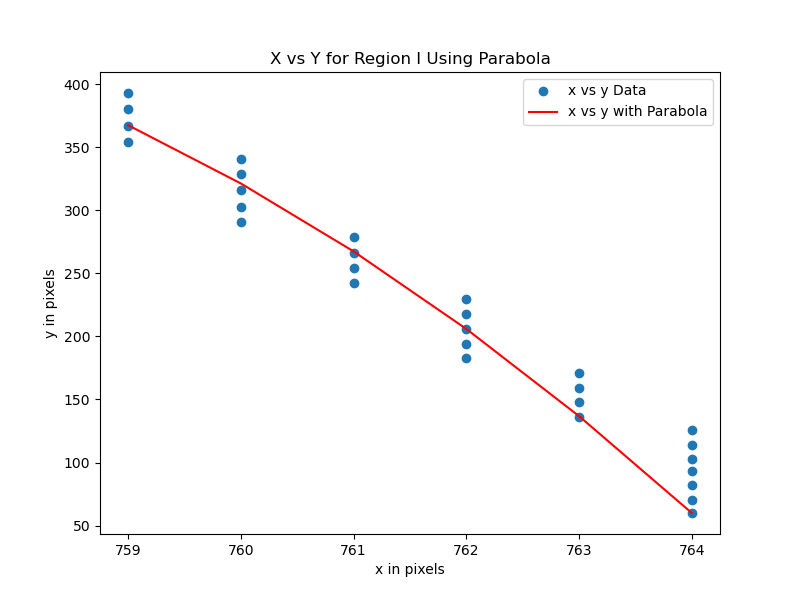 X vs Y for Region I Using Parabola
x vs y Data
x vs y with Parabola
400
350
300
250
200
150
100
50
y in pixels
759 760 761 762 763 764
x in pixels